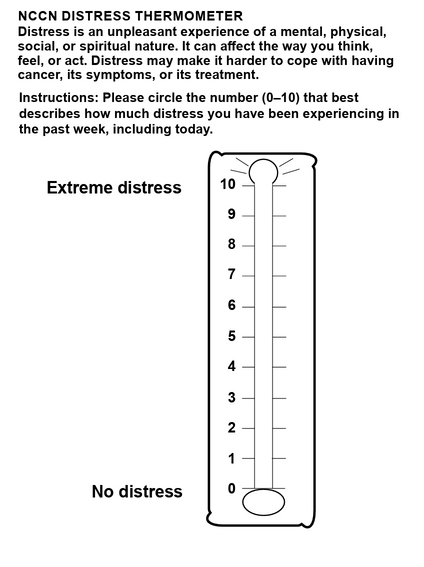 NCCN DISTRESS THERMOMETER
Distress is an unpleasant experience of a mental, physical,
social, or spiritual nature. It can affect the way you think,
feel, or act. Distress may make it harder to cope with having
cancer, its symptoms, or its treatment.
Instructions: Please circle the number (0–10) that best
describes how much distress you have been experiencing in
the past week, including today.
Extreme distress
10
9
8
7
6
5
4
3
2
1
No distress
0